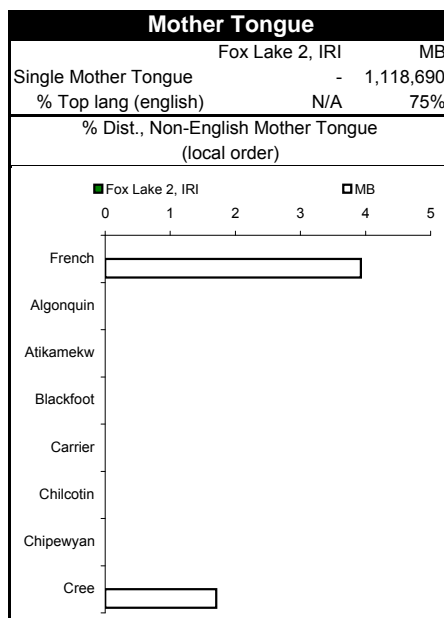 Mother Tongue
Fox Lake 2, IRI MB
Single Mother Tongue - 1,118,690
% Top lang (english) N/A 75%
% Dist., Non-English Mother Tongue
(local order)
Fox Lake 2, IRI MB
0 1 2 3 4 5
French
Algonquin
Atikamekw
Blackfoot
Carrier
Chilcotin
Chipewyan
Cree